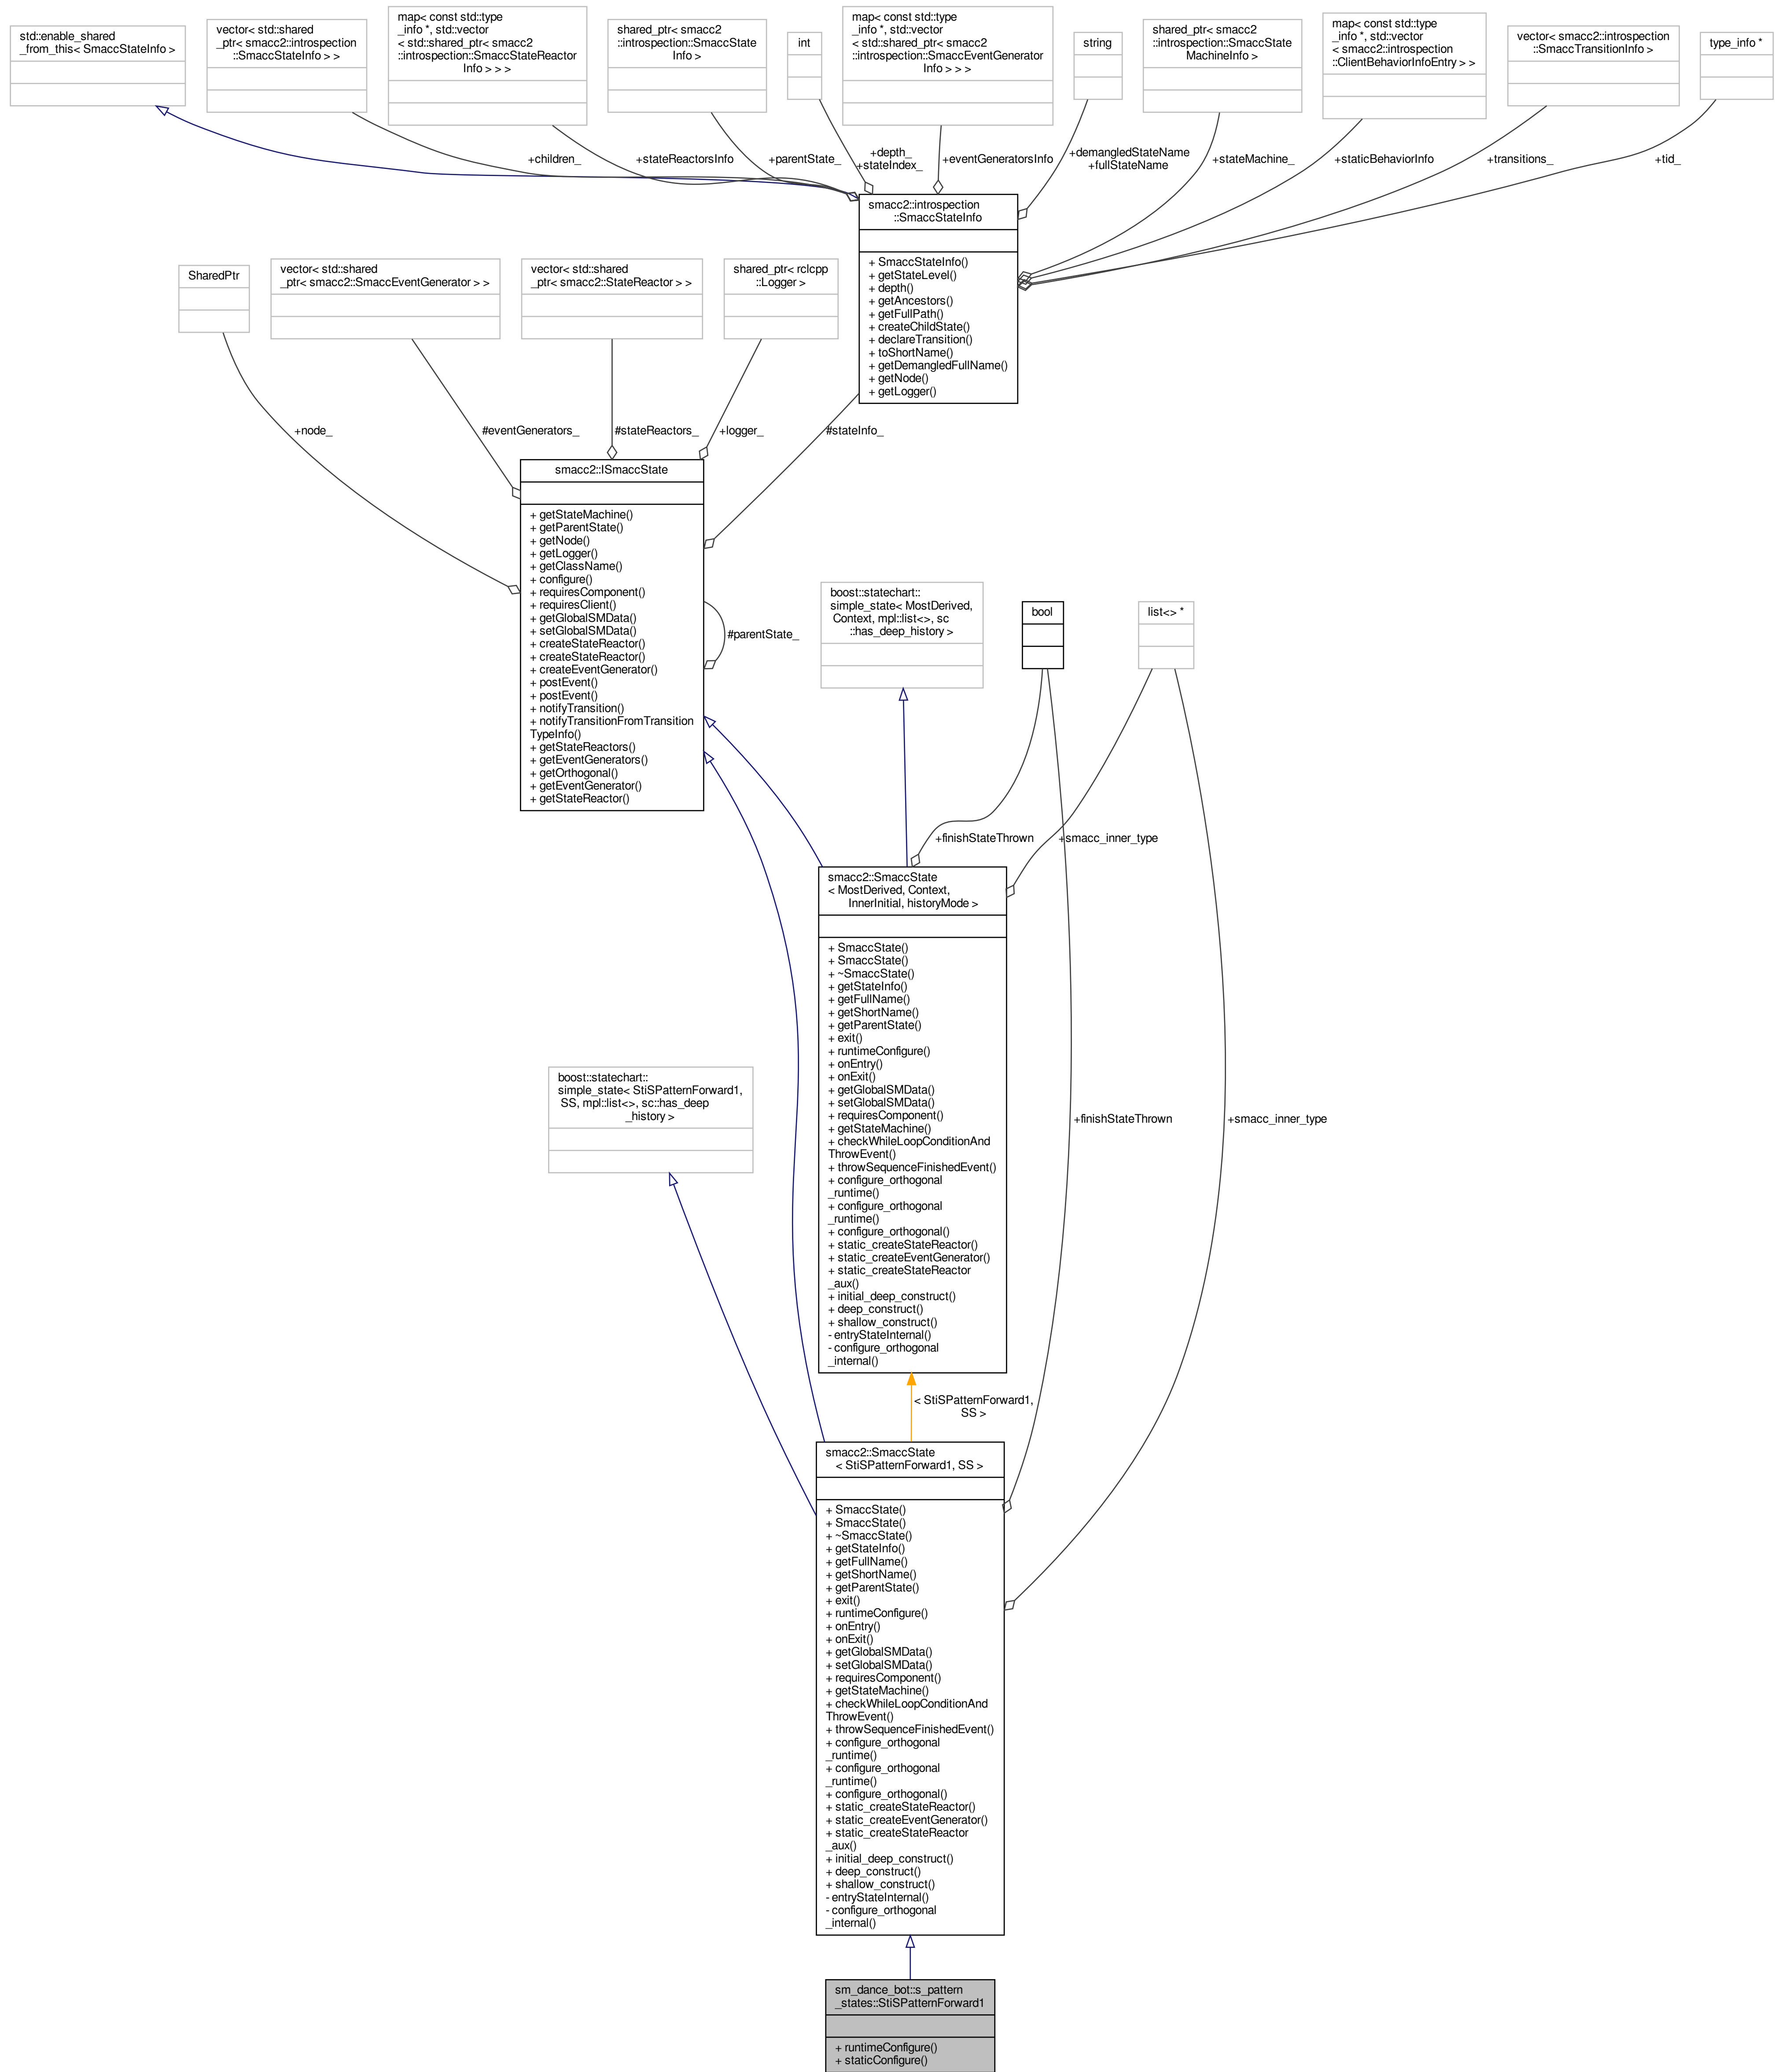 std::enable_shared
_from_this< SmaccStateInfo >
vector< std::shared
_ptr< smacc2::introspection
::SmaccStateInfo > >
map< const std::type
_info *, std::vector
< std::shared_ptr< smacc2
::introspection::SmaccStateReactor
Info > > >
shared_ptr< smacc2
::introspection::SmaccState
Info >
int
map< const std::type
_info *, std::vector
< std::shared_ptr< smacc2
::introspection::SmaccEventGenerator
Info > > >
string
shared_ptr< smacc2
::introspection::SmaccState
MachineInfo >
map< const std::type
_info *, std::vector
< smacc2::introspection
::ClientBehaviorInfoEntry > >
vector< smacc2::introspection
::SmaccTransitionInfo >
type_info *
+children_
+stateReactorsInfo
+parentState_
+depth_
+stateIndex_
+eventGeneratorsInfo
+demangledStateName
+fullStateName
+stateMachine_
+staticBehaviorInfo
+transitions_
+tid_
smacc2::introspection
::SmaccStateInfo
+ SmaccStateInfo()
+ getStateLevel()
+ depth()
+ getAncestors()
+ getFullPath()
+ createChildState()
+ declareTransition()
+ toShortName()
+ getDemangledFullName()
+ getNode()
+ getLogger()
SharedPtr
vector< std::shared
_ptr< smacc2::SmaccEventGenerator > >
vector< std::shared
_ptr< smacc2::StateReactor > >
shared_ptr< rclcpp
::Logger >
+node_
#eventGenerators_
#stateReactors_
+logger_
#stateInfo_
smacc2::ISmaccState
+ getStateMachine()
+ getParentState()
+ getNode()
+ getLogger()
+ getClassName()
+ configure()
+ requiresComponent()
+ requiresClient()
+ getGlobalSMData()
+ setGlobalSMData()
+ createStateReactor()
+ createStateReactor()
+ createEventGenerator()
+ postEvent()
+ postEvent()
+ notifyTransition()
+ notifyTransitionFromTransition
TypeInfo()
+ getStateReactors()
+ getEventGenerators()
+ getOrthogonal()
+ getEventGenerator()
+ getStateReactor()
#parentState_
boost::statechart::
simple_state< MostDerived,
Context, mpl::list<>, sc
::has_deep_history >
bool
list<> *
+finishStateThrown
+smacc_inner_type
smacc2::SmaccState
< MostDerived, Context,
InnerInitial, historyMode >
+ SmaccState()
+ SmaccState()
+ ~SmaccState()
+ getStateInfo()
+ getFullName()
+ getShortName()
+ getParentState()
+ exit()
+ runtimeConfigure()
+ onEntry()
+ onExit()
+ getGlobalSMData()
+ setGlobalSMData()
+ requiresComponent()
+ getStateMachine()
+ checkWhileLoopConditionAnd
ThrowEvent()
+ throwSequenceFinishedEvent()
+ configure_orthogonal
_runtime()
+ configure_orthogonal
_runtime()
+ configure_orthogonal()
+ static_createStateReactor()
+ static_createEventGenerator()
+ static_createStateReactor
_aux()
+ initial_deep_construct()
+ deep_construct()
+ shallow_construct()
- entryStateInternal()
- configure_orthogonal
_internal()
boost::statechart::
simple_state< StiSPatternForward1,
SS, mpl::list<>, sc::has_deep
_history >
+finishStateThrown
+smacc_inner_type
< StiSPatternForward1,
SS >
smacc2::SmaccState
< StiSPatternForward1, SS >
+ SmaccState()
+ SmaccState()
+ ~SmaccState()
+ getStateInfo()
+ getFullName()
+ getShortName()
+ getParentState()
+ exit()
+ runtimeConfigure()
+ onEntry()
+ onExit()
+ getGlobalSMData()
+ setGlobalSMData()
+ requiresComponent()
+ getStateMachine()
+ checkWhileLoopConditionAnd
ThrowEvent()
+ throwSequenceFinishedEvent()
+ configure_orthogonal
_runtime()
+ configure_orthogonal
_runtime()
+ configure_orthogonal()
+ static_createStateReactor()
+ static_createEventGenerator()
+ static_createStateReactor
_aux()
+ initial_deep_construct()
+ deep_construct()
+ shallow_construct()
- entryStateInternal()
- configure_orthogonal
_internal()
sm_dance_bot::s_pattern
_states::StiSPatternForward1
+ runtimeConfigure()
+ staticConfigure()